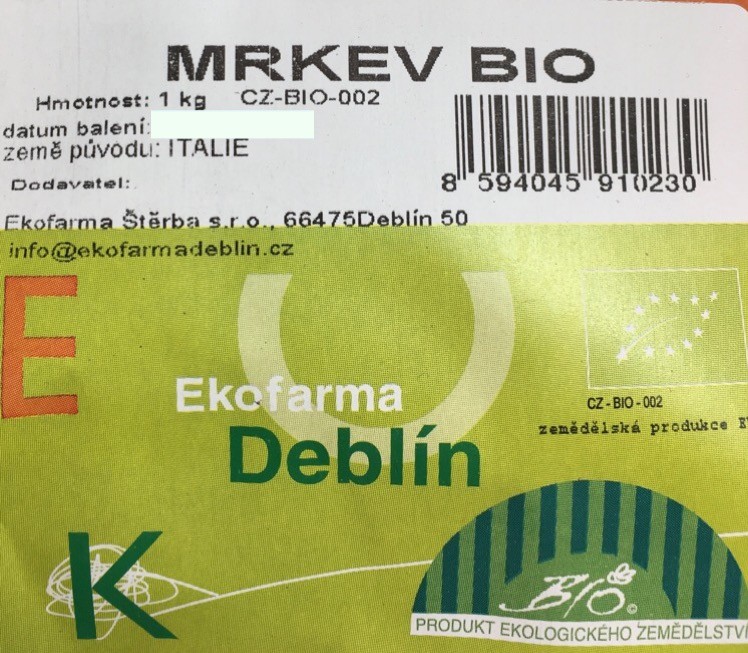 MRKEV BIO
Hmotnost: 1 kg CZ-BIO-002
datum balení:
země původu: ITALIE
Dodavatel:
8 594045 910230
Ekofarma Štěrba s.r.o., 66475Deblín 50
info@ekofarmadeblin.cz
E
Ekofarma
Deblín
CZ-BIO-002
zemědělská produkce
K
BIO
PRODUKT EKOLOGICKÉHO ZEMĚDĚLSTVÍ